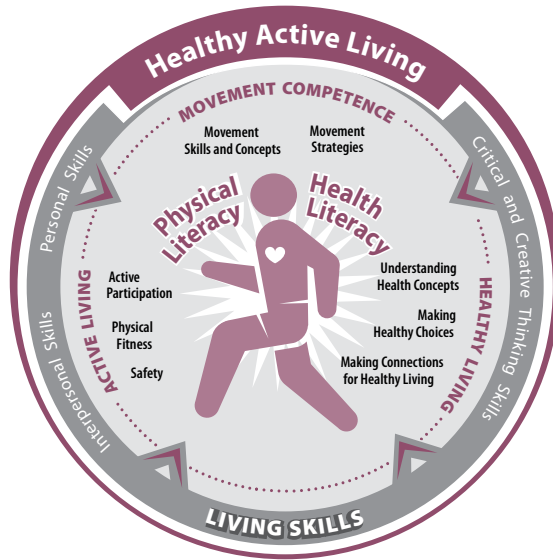 Healthy Active Living
MOVEMENT COMPETENCE
Movement
Skills and Concepts
Movement
Strategies
Personal Skills
Critical and Creative Thinking Skills
Physical
Literacy
Health
Literacy
ACTIVE LIVING
Active
Participation
Physical
Fitness
Safety
Understanding
Health Concepts
Making
Healthy Choices
Making Connections
for Healthy Living
HEALTHY LIVING
Interpersonal Skills
LIVING SKILLS